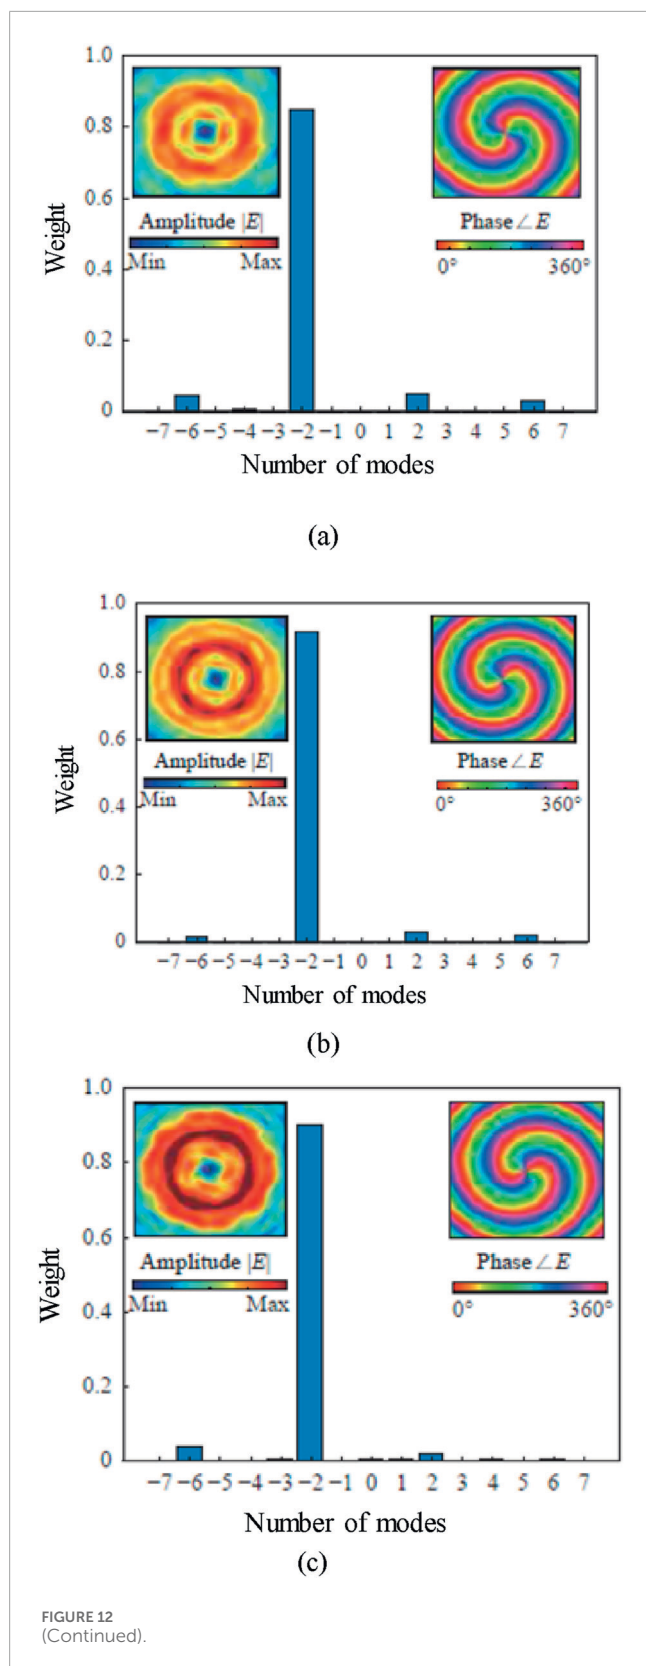 1.0
0.8
0.6
0.4
0.2
0
Weight
Amplitude |E|
Min Max
Phase ∠E
0° 360°
−7 −6 −5 −4 −3 −2 −1 0 1 2 3 4 5 6 7
Number of modes
(a)
1.0
0.8
0.6
0.4
0.2
0
Weight
Amplitude |E|
Min Max
Phase ∠E
0° 360°
−7 −6 −5 −4 −3 −2 −1 0 1 2 3 4 5 6 7
Number of modes
(b)
1.0
0.8
0.6
0.4
0.2
0
Weight
Amplitude |E|
Min Max
Phase ∠E
0° 360°
−7 −6 −5 −4 −3 −2 −1 0 1 2 3 4 5 6 7
Number of modes
(c)
FIGURE 12
(Continued).